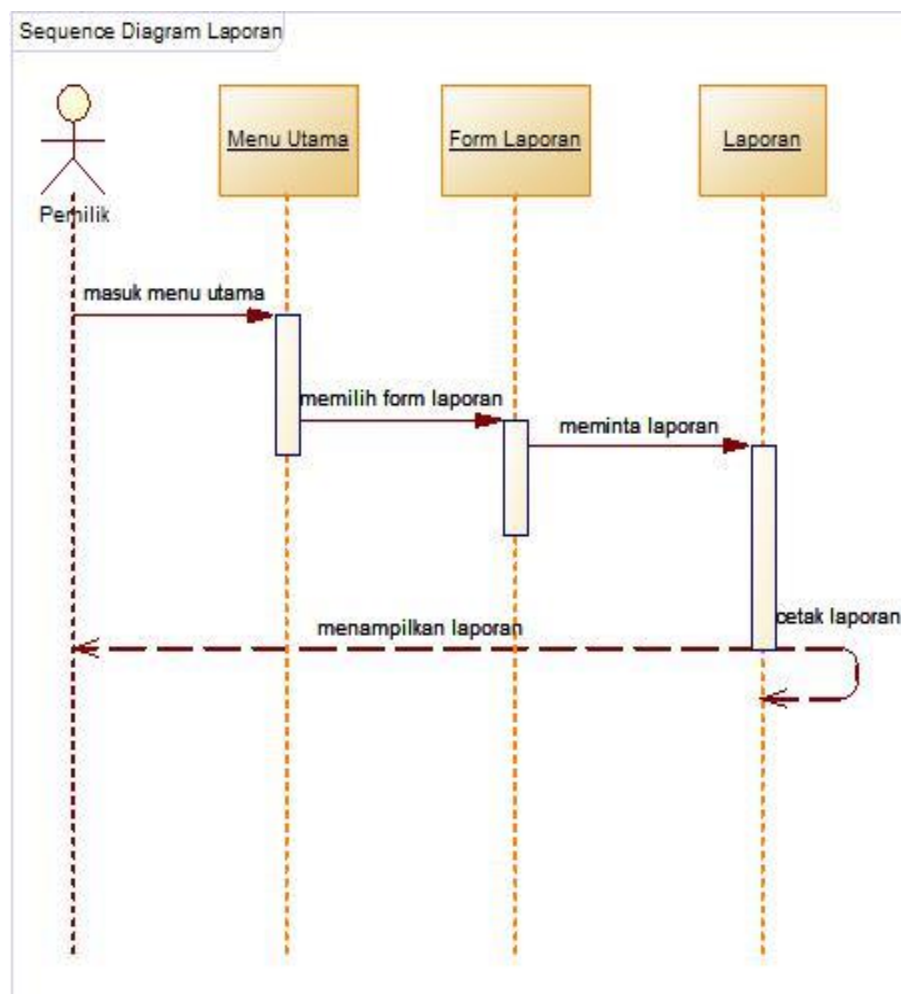 Sequence Diagram Laporan
Menu Utama
Form Laporan
Laporan
Pemilik
masuk menu utama
memilih form laporan
meminta laporan
cetak laporan
menampilkan laporan